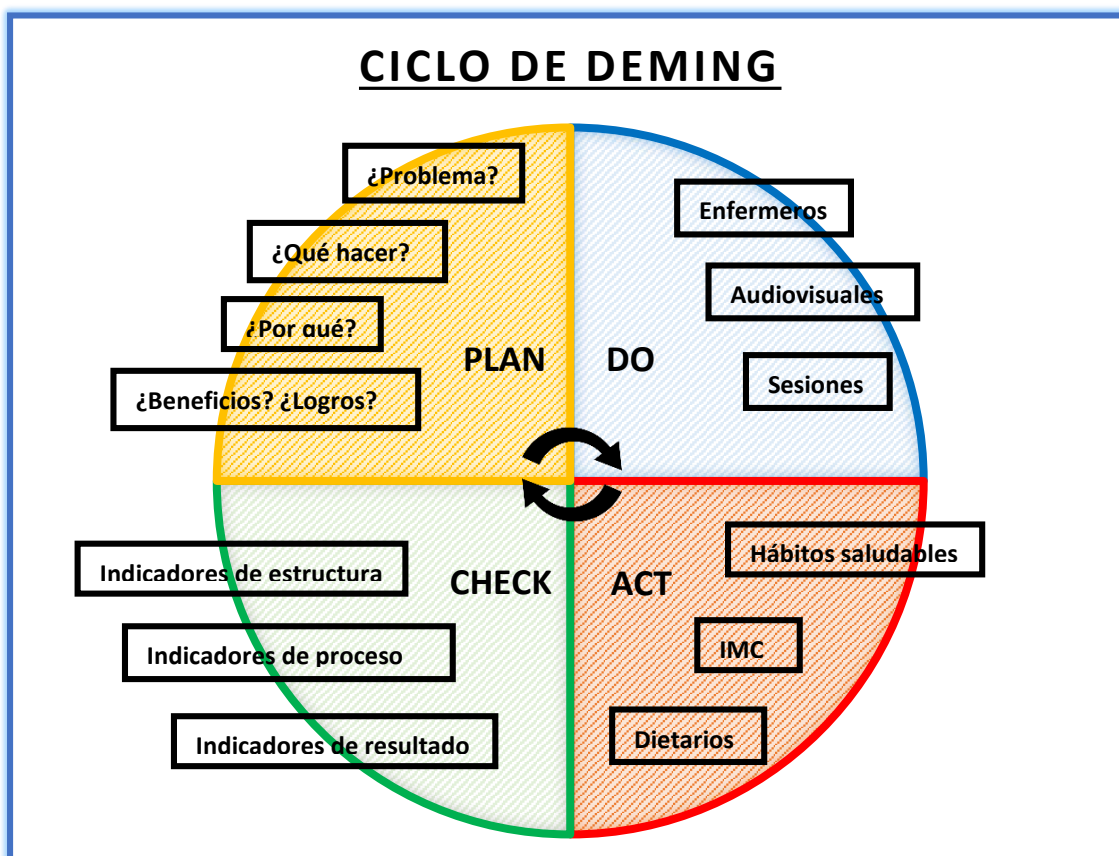 CICLO DE DEMING
¿Problema?
¿Qué hacer?
¿Por qué?
¿Beneficios? ¿Logros?
PLAN
DO
Enfermeros
Audiovisuales
Sesiones
Indicadores de estructura
Indicadores de proceso
Indicadores de resultado
CHECK
ACT
Hábitos saludables
IMC
Dietarios